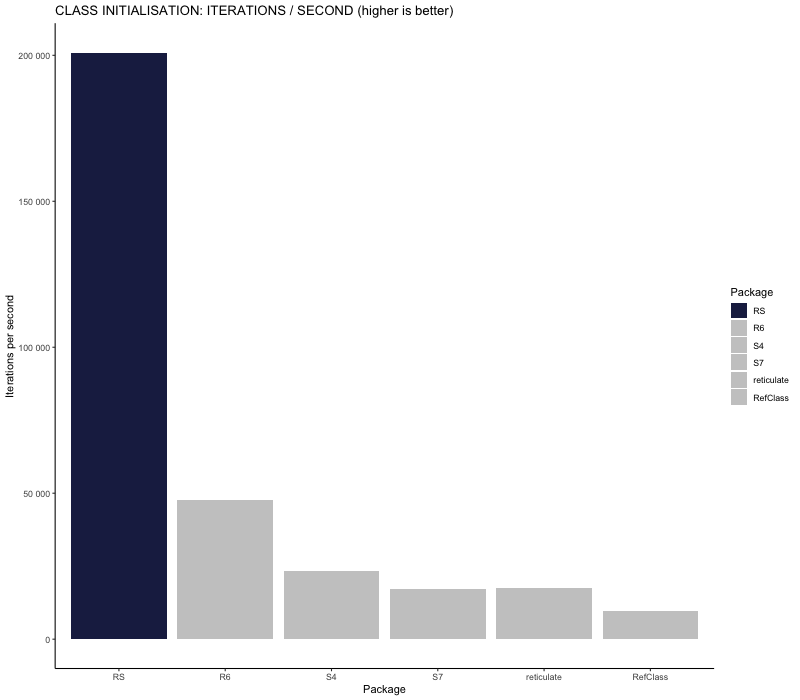 CLASS INITIALISATION: ITERATIONS / SECOND (higher is better)
200 000
150 000
100 000
50 000
0
Iterations per second
RS
R6
S4
S7
reticulate
RefClass
Package
Package
RS
R6
S4
S7
reticulate
RefClass